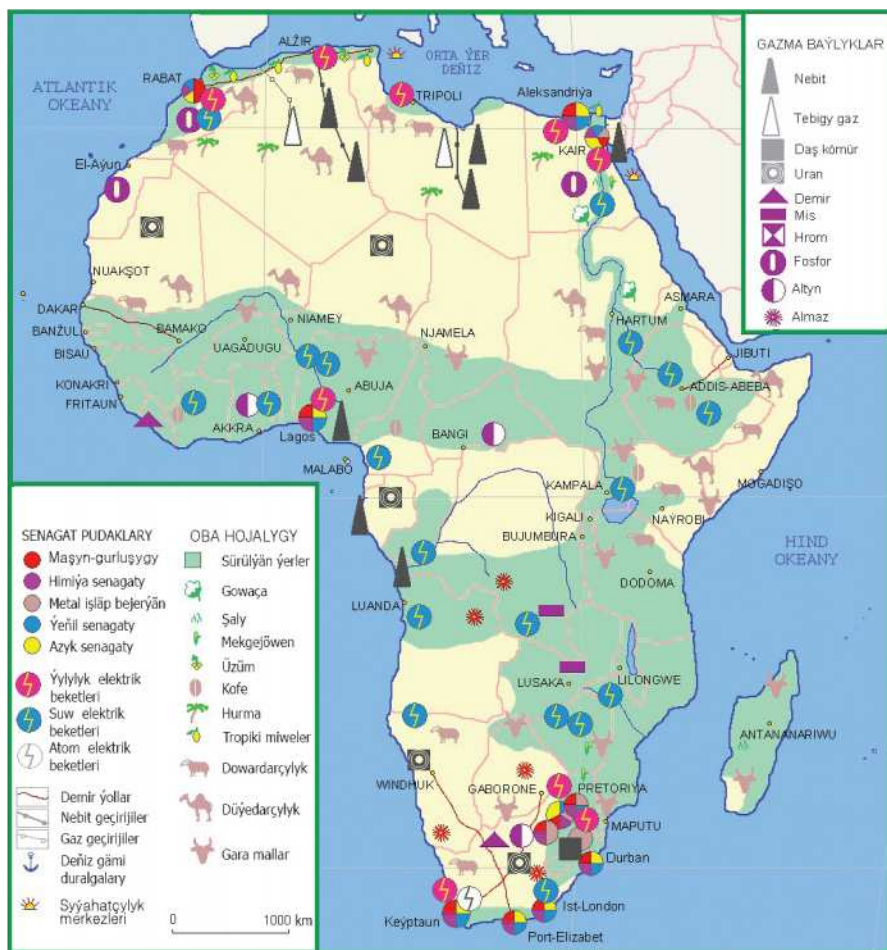 ALŽIR
ORTA ÝER
DEŇIZ
RABAT
ATLANTIK
OKEANY
TRIPOLI
Aleksandriýa
KAIR
El-Aýun
NUAKŞOT
DAKAR
BANŽUL
BISAU
BAMAKO
NIAMEY
UAGADUGU
NJAMELA
HARTUM
ASMARA
JIBUTI
KONAKRI
FRITAUN
ABUJA
ADDIS-ABEBA
AKKRA
Lagos
BANGI
MALABO
MOGADIŞO
KAMPALA
NAÝROBI
KIGALI
BUJUMBURA
HIND
OKEANY
DODOMA
LUANDA
LUSAKA
LILONGWE
ANTANANARIWU
WINDHUK
GABORONE
PRETORIÝA
MAPUTU
Durban
Keýptaun
Ist-London
Port-Elizabet
GAZMA BAÝLYKLAR
Nebit
Tebigy gaz
Daş kömür
Uran
Demir
Mis
Hrom
Fosfor
Altyn
Almaz
SENAGAT PUDAKLARY
Maşyn-gurluşygy
Himiýa senagaty
Metal işläp bejerýän
Ýeňil senagaty
Azyk senagaty
Ýylylyk elektrik
beketleri
Suw elektrik
beketleri
Atom elektrik
beketleri
Demir ýollar
Nebit geçirijiler
Gaz geçirijiler
Deňiz gämi
duralgalary
Syýahatçylyk
merkezleri
OBA HOJALYGY
Sürülýän ýerler
Gowaça
Şaly
Mekgejöwen
Üzüm
Kofe
Hurma
Tropiki miweler
Dowardarçylyk
Düýedarçylyk
Gara mallar
0 1000 km